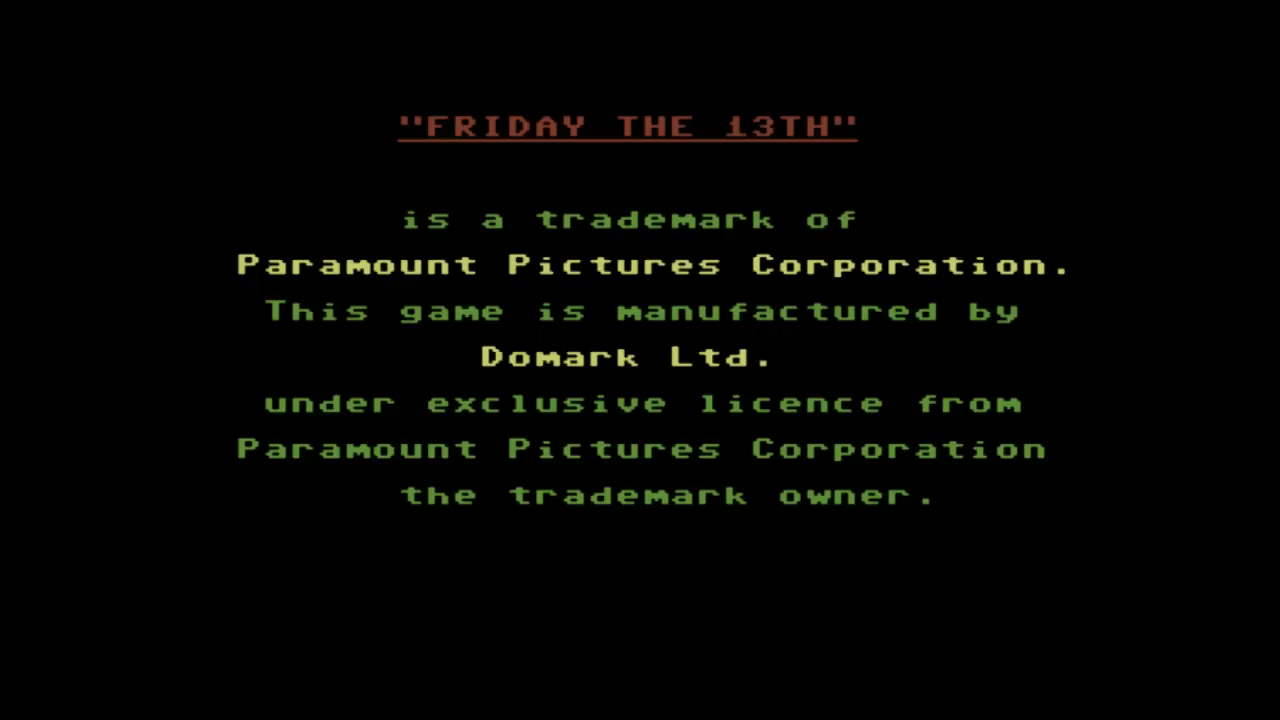 "FRIDAY THE 13TH"
is a trademark of
Paramount Pictures Corporation.
This game is manufactured by
Domark Ltd.
under exclusive licence from
Paramount Pictures Corporation
the trademark owner.